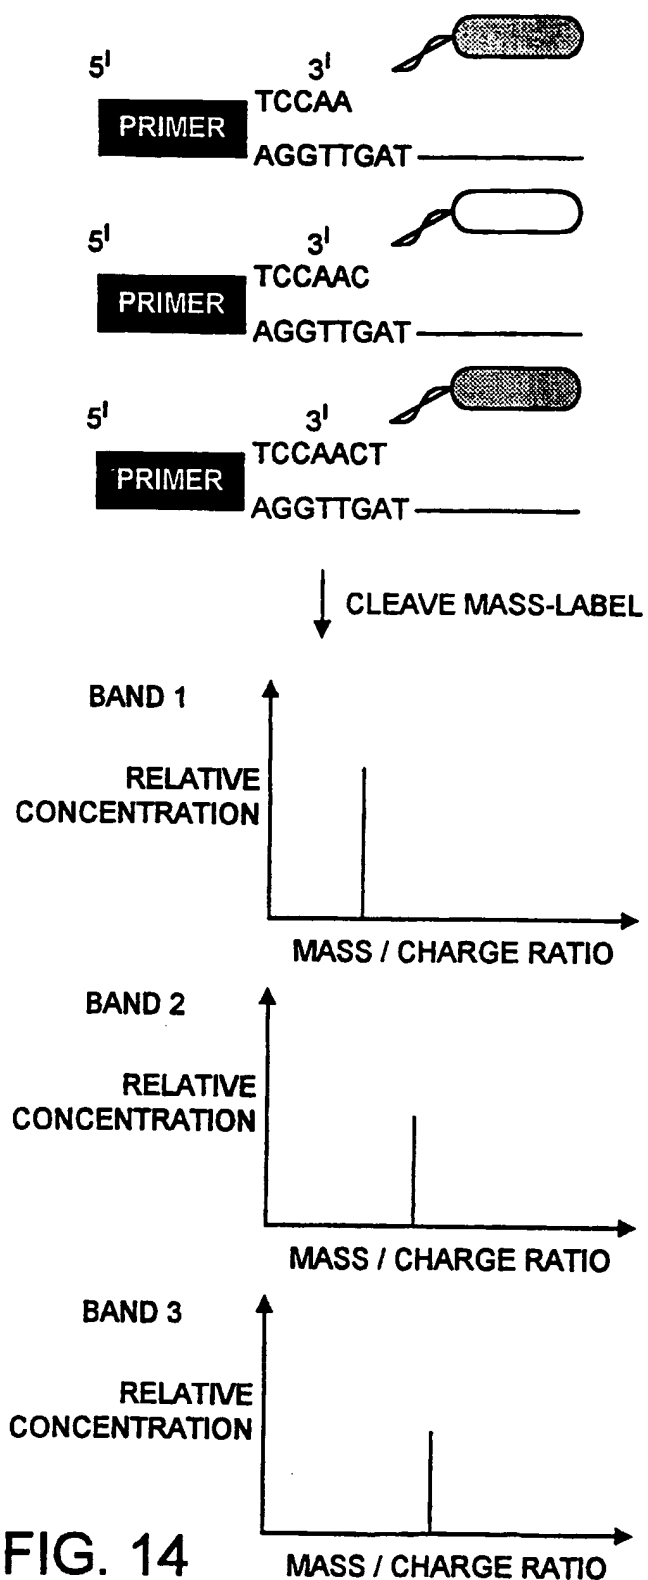 5' 3'
TCCAA
PRIMER
AGGTTGAT
5' 3'
TCCAAC
PRIMER
AGGTTGAT
5' 3'
TCCAACT
PRIMER
AGGTTGAT
CLEAVE MASS-LABEL
BAND 1
RELATIVE
CONCENTRATION
MASS / CHARGE RATIO
BAND 2
RELATIVE
CONCENTRATION
MASS / CHARGE RATIO
BAND 3
RELATIVE
CONCENTRATION
MASS / CHARGE RATIO
FIG. 14